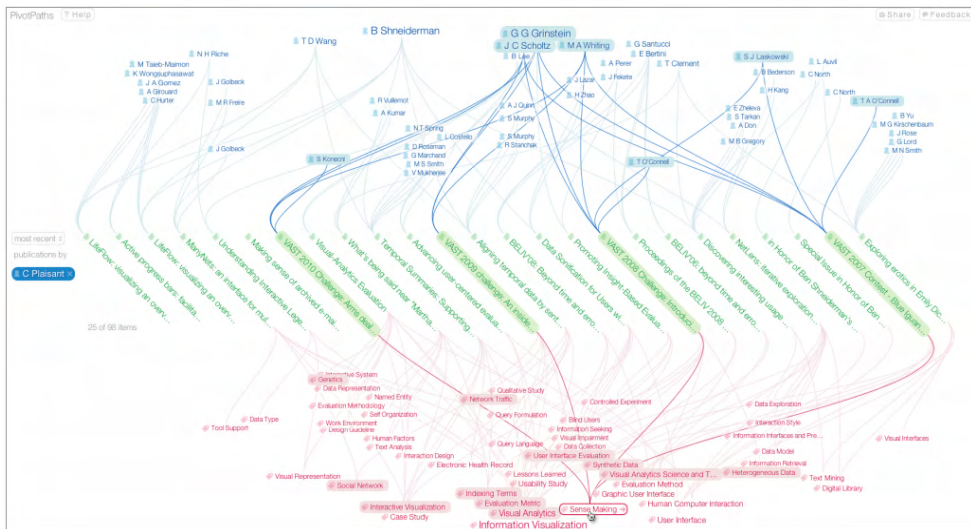 PivotPaths
? Help
Share
Feedback
B Shneiderman
T D Wang
G G Grinstein
J C Scholtz
M A Whiting
G Santucci
E Bertini
N H Riche
B Lee
A Perer
T Clement
S J Laskowski
L Auvil
M Taieb-Maimon
K Wongsuphasawat
J A Gomez
A Girouard
C Hurter
J Golbeck
J Lazar
J Fekete
B Bederson
C North
H Kang
C North
M R Freire
R Vuillemot
A Kumar
A J Quinn
H Zhao
E Zheleva
S Tarkan
A Don
T A O'Connell
S Murphy
B Yu
M G Kirschenbaum
J Rose
G Lord
M N Smith
N T Spring
L Costello
S Murphy
R Stanchak
M B Gregory
J Golbeck
D Roseman
G Marchand
M S Smith
V Mukherjee
S Konecni
T O'Connell
most recent
publications by
C Plaisant ×
25 of 98 items
LifeFlow: visualizing an overv...
Active progress bars: facilita...
LifeFlow: visualizing an overv...
ManyNets: an interface for mul...
Understanding Interactive Lege...
Making sense of archived e-mai...
VAST 2010 Challenge: Arms deal...
Visual Analytics Evaluation
What's being said near "Martha...
Temporal Summaries: Supporting...
Advancing user-centered evalua...
VAST 2009 challenge: An inside...
Aligning temporal data by sent...
BELIV'08: Beyond time and erro...
Data Sonification for Users wi...
Promoting Insight-Based Evalua...
VAST 2008 Challenge: Introduci...
Proceedings of the BELIV 2008...
BELIV'06: beyond time and erro...
Discovering interesting usage...
NetLens: iterative exploration...
in Honor of Ben Shneiderman's...
Special Issue in Honor of Ben...
VAST 2007 Contest - Blue Iguan...
Exploring erotics in Emily Dic...
Interactive System
Genetics
Data Representation
Named Entity
Qualitative Study
Network Traffic
Evaluation Methodology
Self Organization
Controlled Experiment
Data Exploration
Data Type
Tool Support
Work Environment
Design Guideline
Query Formulation
Blind Users
Interaction Style
Human Factors
Text Analysis
Information Seeking
Visual Impairment
Information Interfaces and Pre...
Visual Interfaces
Query Language
Data Collection
Interaction Design
User Interface Evaluation
Data Model
Electronic Health Record
Synthetic Data
Information Retrieval
Visual Representation
Lessons Learned
Visual Analytics Science and T...
Heterogeneous Data
Text Mining
Social Network
Usability Study
Evaluation Method
Digital Library
Indexing Terms
Graphic User Interface
Interactive Visualization
Evaluation Metric
Sense Making
Human Computer Interaction
Case Study
Visual Analytics
Information Visualization
User Interface